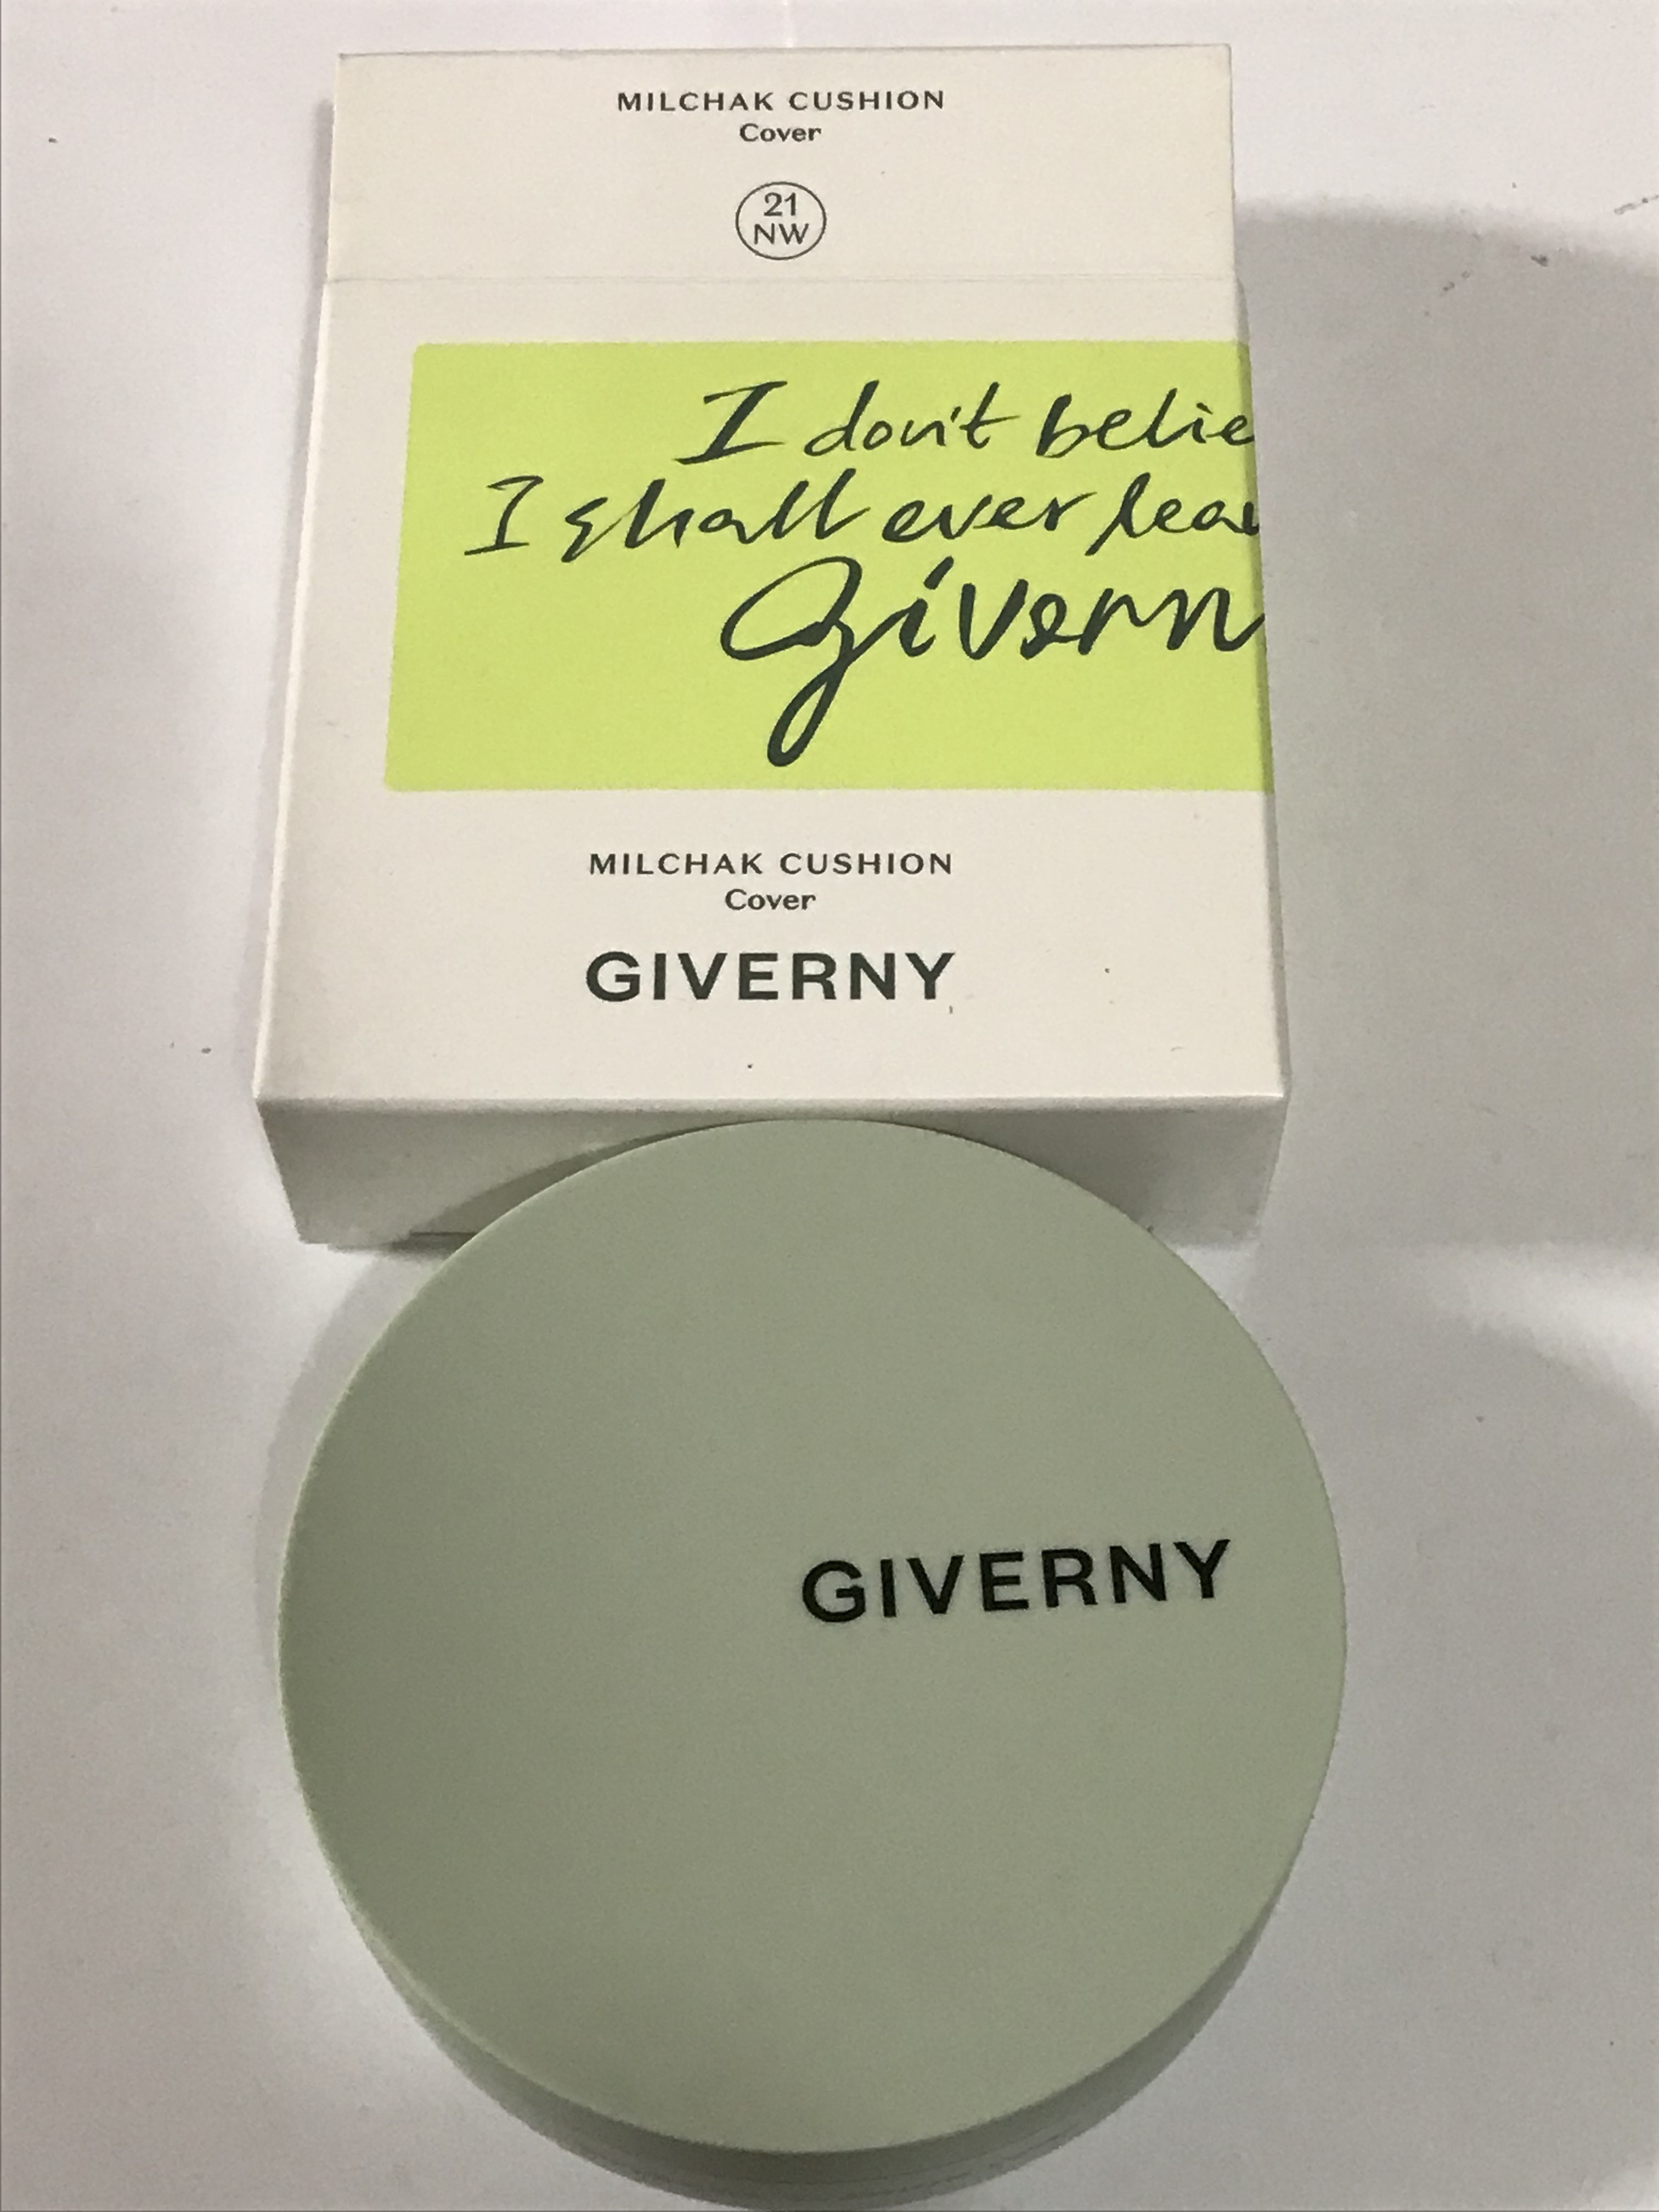 MILCHAK CUSHION
Cover
21
NW
I don't belie
I shall ever lea
Givern
MILCHAK CUSHION
Cover
GIVERNY
GIVERNY